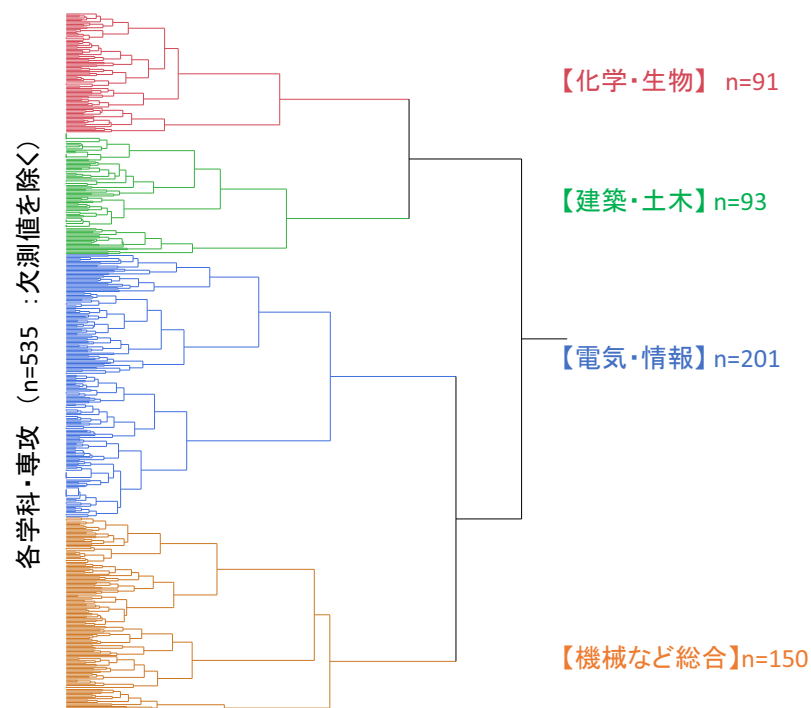 各学科・専攻 (n=535 :欠測値を除く)
【化学・生物】 n=91
【建築・土木】 n=93
【電気・情報】 n=201
【機械など総合】n=150